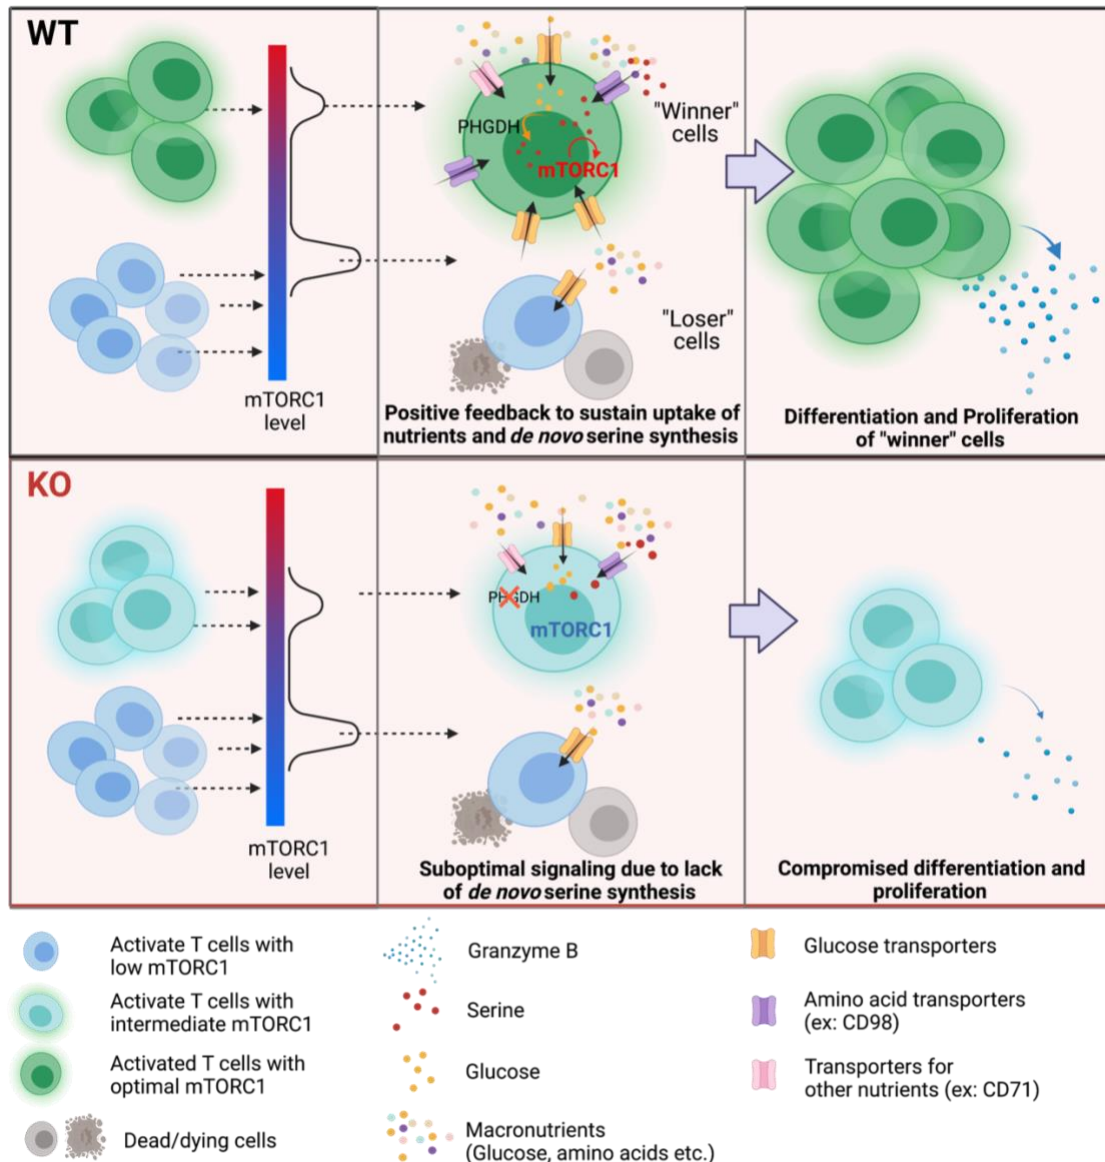 WT
mTORC1
level
PHGDH
mTORC1
"Winner"
cells
"Loser"
cells
Positive feedback to sustain uptake of
nutrients and de novo serine synthesis
Differentiation and Proliferation
of "winner" cells
KO
mTORC1
level
PHGDH
mTORC1
Suboptimal signaling due to lack
of de novo serine synthesis
Compromised differentiation and
proliferation
Activate T cells with
low mTORC1
Activate T cells with
intermediate mTORC1
Activated T cells with
optimal mTORC1
Dead/dying cells
Granzyme B
Serine
Glucose
Macronutrients
(Glucose, amino acids etc.)
Glucose transporters
Amino acid transporters
(ex: CD98)
Transporters for
other nutrients (ex: CD71)